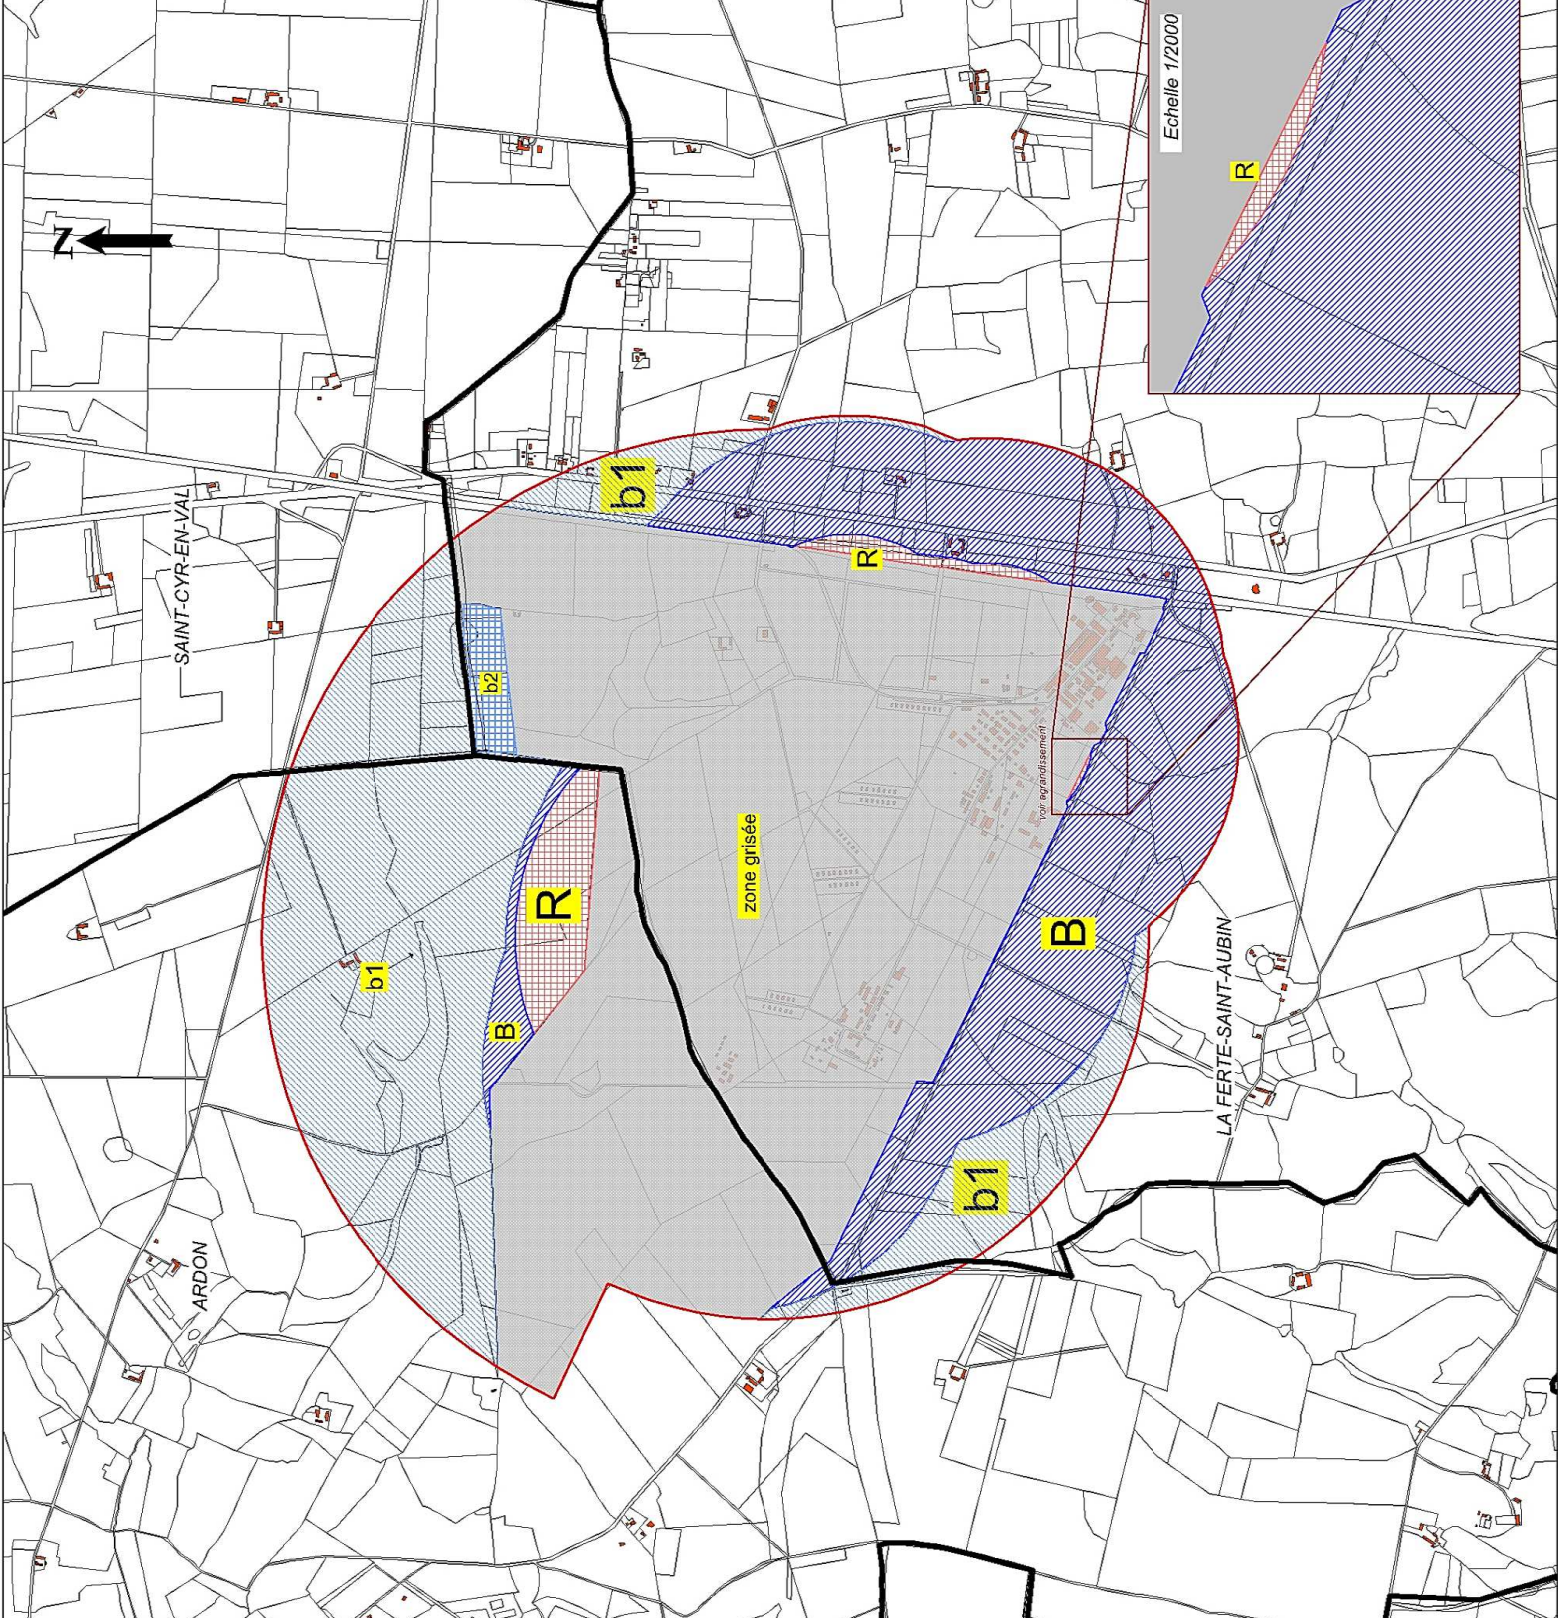 N
SAINT-CYR-EN-VAL
ARDON
b1
b2
B
R
b1
zone grisée
R
b1
voir agrandissement
B
Echelle 1/2000
LA FERTE-SAINT-AUBIN
R